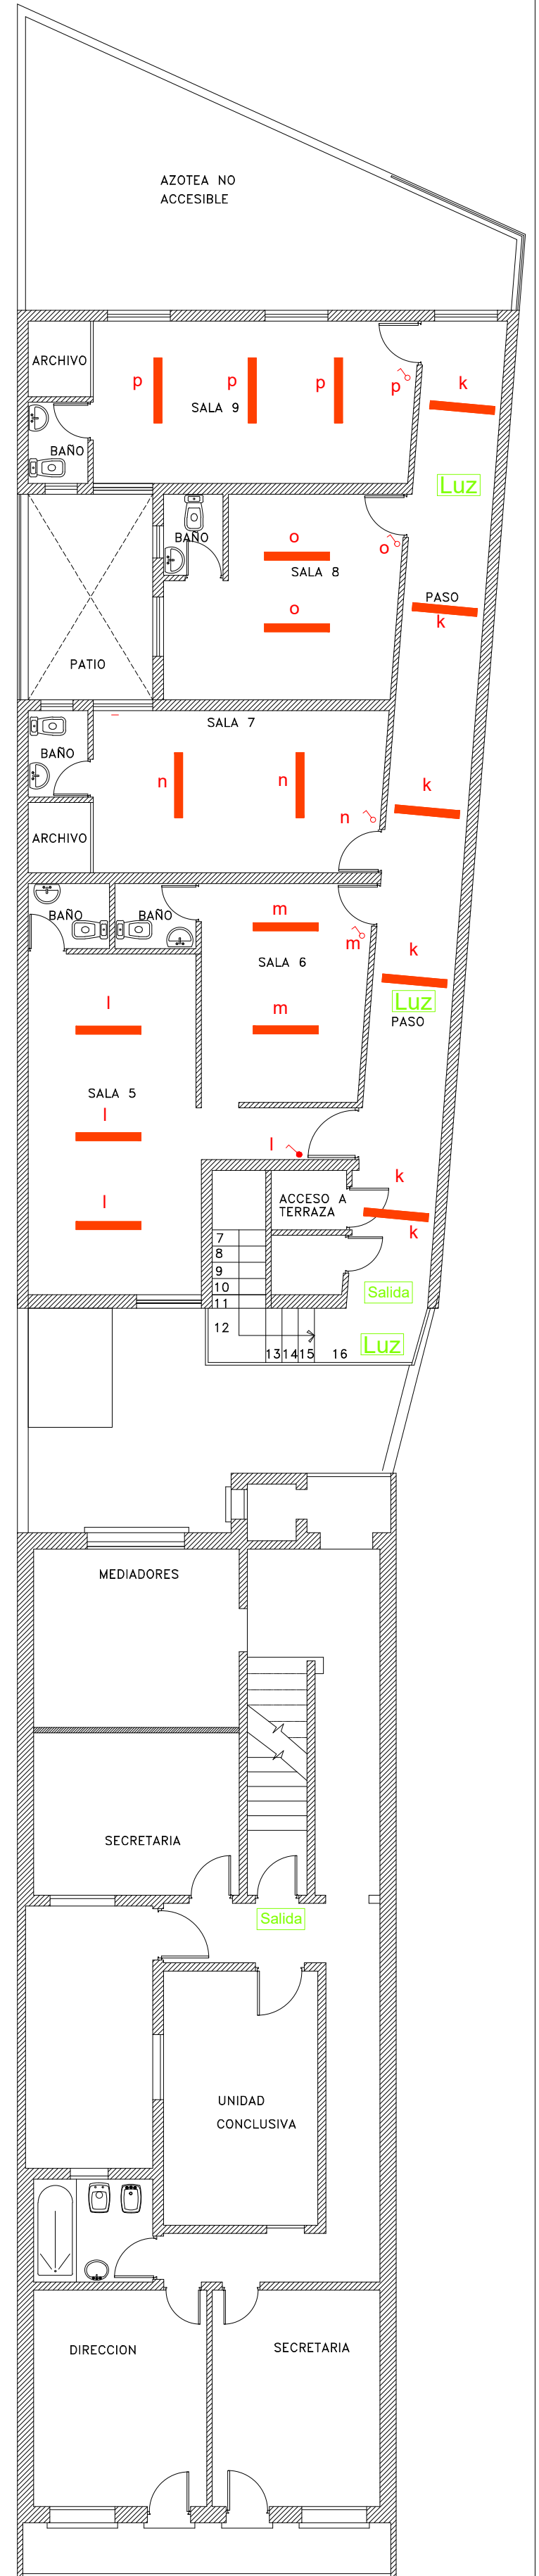 AZOTEA NO
ACCESIBLE
ARCHIVO
p
p
p
p
k
SALA 9
BAÑO
Luz
BAÑO
o
o
SALA 8
PASO
o
k
PATIO
SALA 7
BAÑO
n
n
n
k
ARCHIVO
BAÑO
BAÑO
m
m
k
SALA 6
Luz
PASO
l
m
SALA 5
l
l
l
ACCESO A
TERRAZA
k
k
7
8
9
10
11
12
13
14
15
16
Salida
Luz
MEDIADORES
SECRETARIA
Salida
UNIDAD
CONCLUSIVA
DIRECCION
SECRETARIA